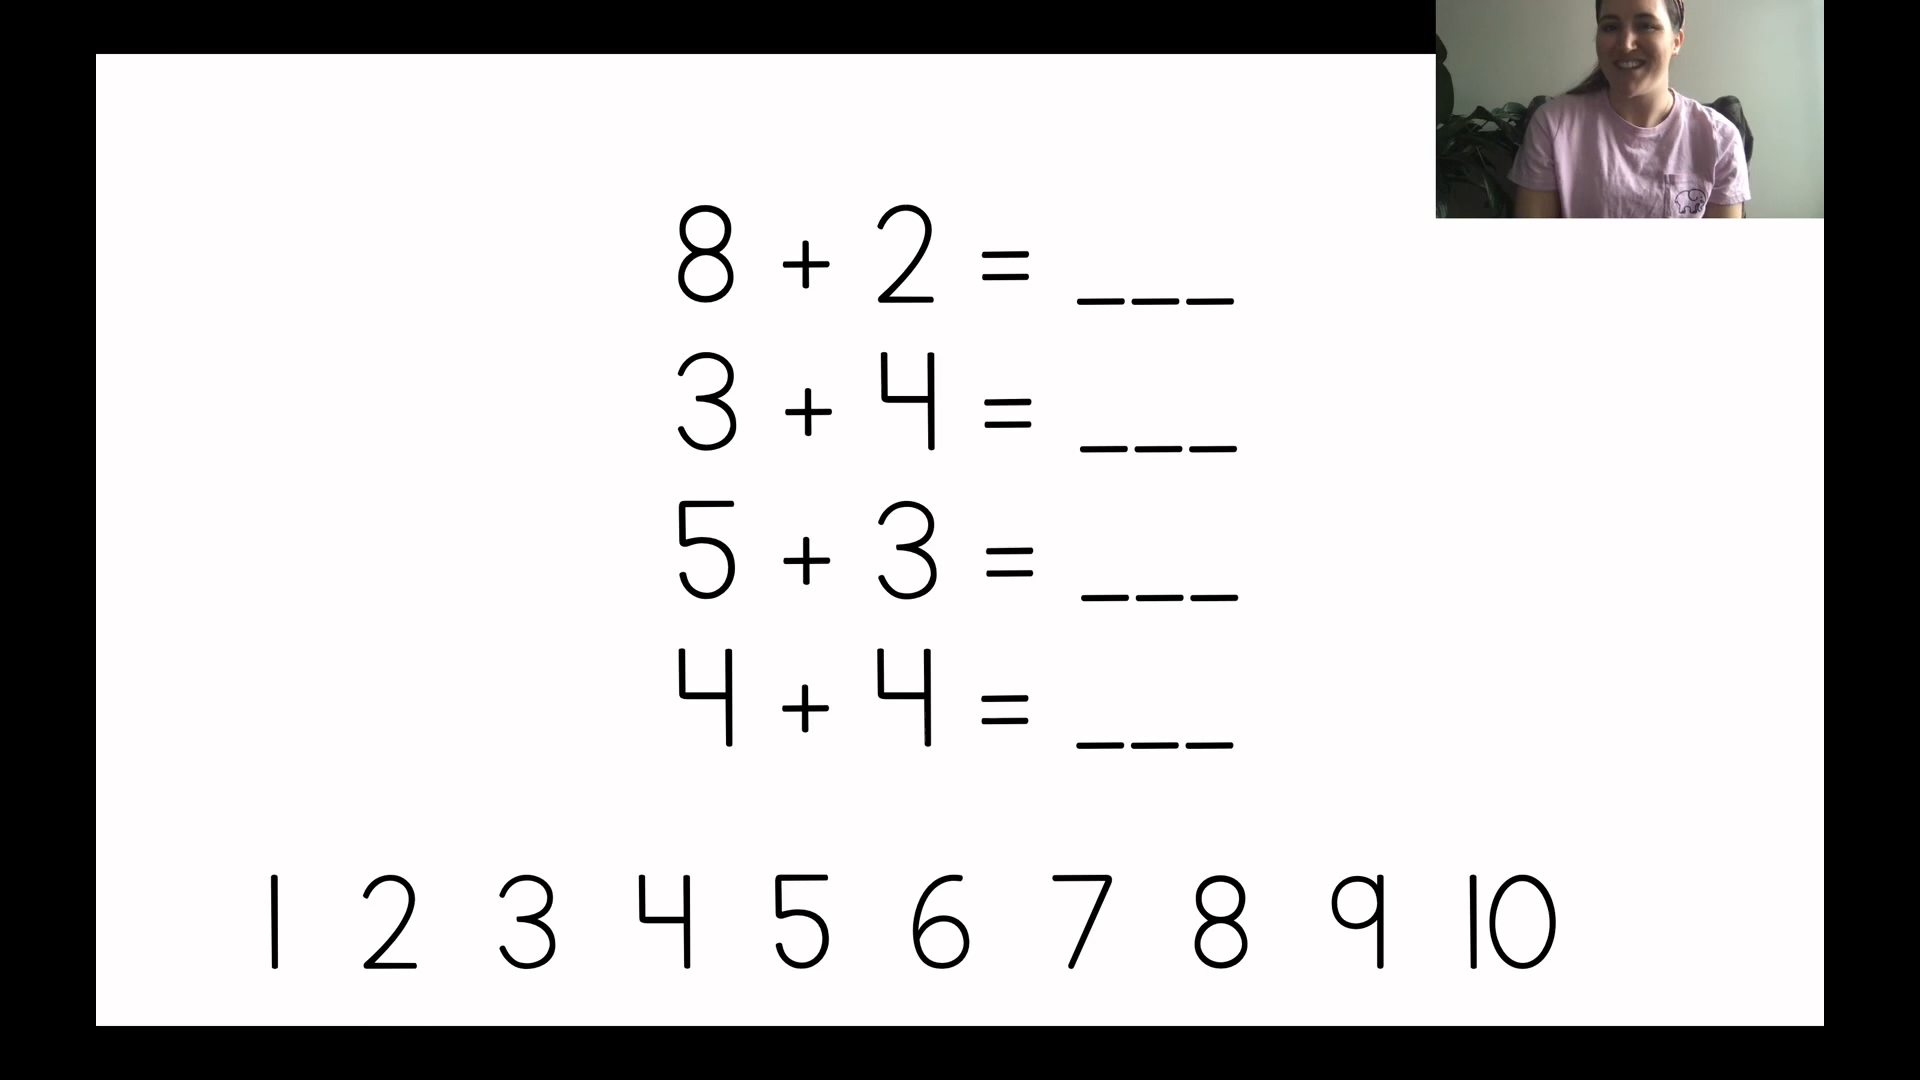 8 + 2 = ___
3 + 4 = ___
5 + 3 = ___
4 + 4 = ___
1 2 3 4 5 6 7 8 9 10